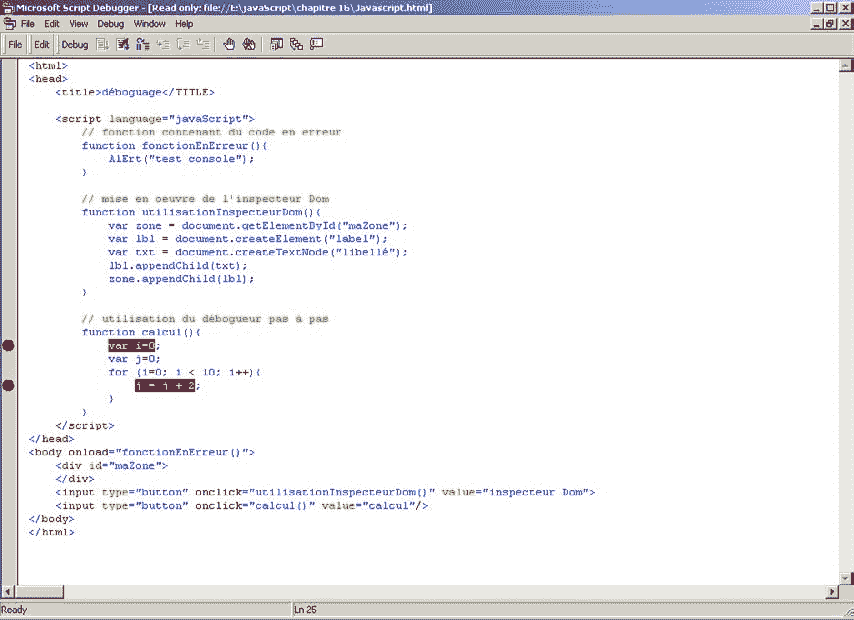 Microsoft Script Debugger - [Read only: file://E:\javaScript\chapitre 16\Javascript.html]
File Edit View Debug Window Help
File Edit Debug
<html>
<head>
<title>déboguage</TITLE>
<script language="javaScript">
// fonction contenant du code en erreur
function fonctionEnErreur(){
AlErt("test console");
}
// mise en oeuvre de l'inspecteur Dom
function utilisationInspecteurDom(){
var zone = document.getElementById("maZone");
var lbl = document.createElement("label");
var txt = document.createTextNode("libellé");
lbl.appendChild(txt);
zone.appendChild(lbl);
}
// utilisation du débogueur pas à pas
function calcul(){
var i=0;
var j=0;
for (i=0; i < 10; i++){
j = j + 2;
}
}
</script>
</head>
<body onload="fonctionEnErreur()">
<div id="maZone">
</div>
<input type="button" onclick="utilisationInspecteurDom()" value="inspecteur Dom">
<input type="button" onclick="calcul()" value="calcul"/>
</body>
</html>
Ready Ln 25